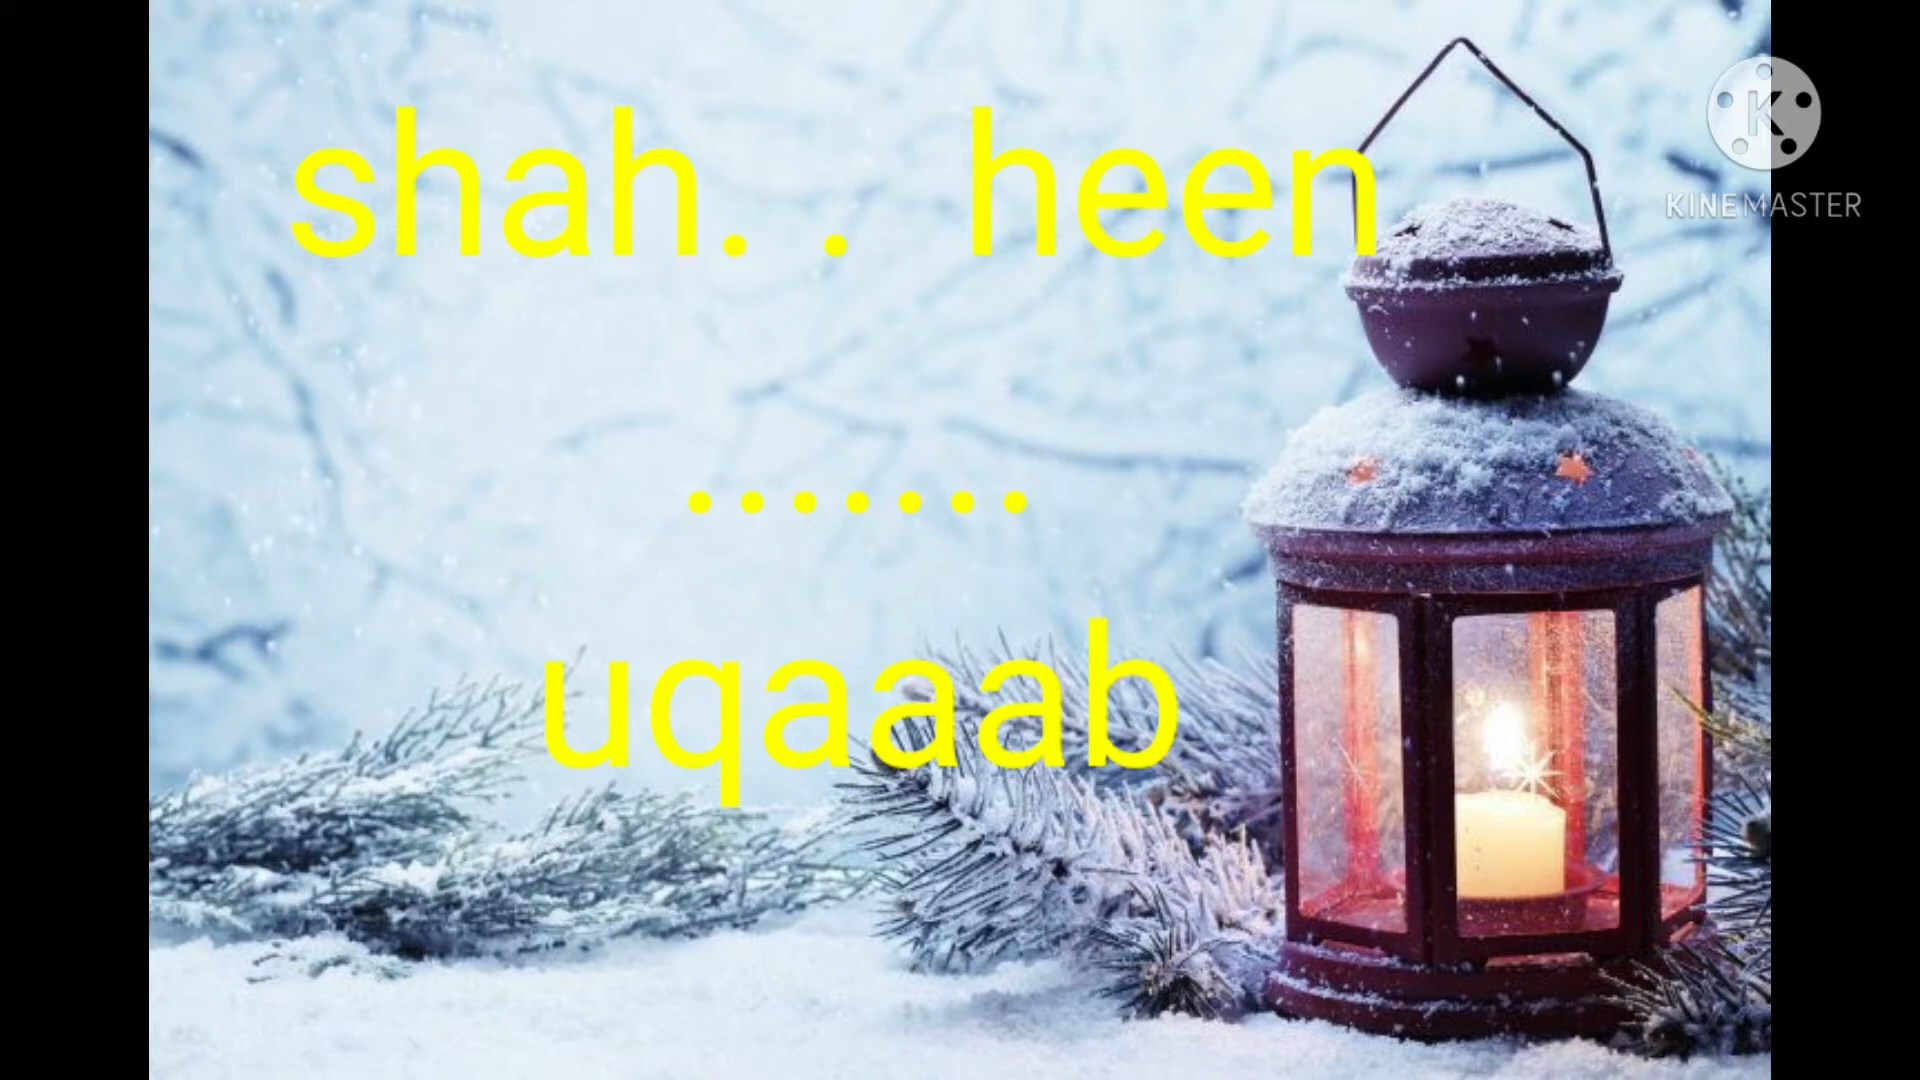 shah. .  heen
.......
uqaaab
K
KINEMASTER